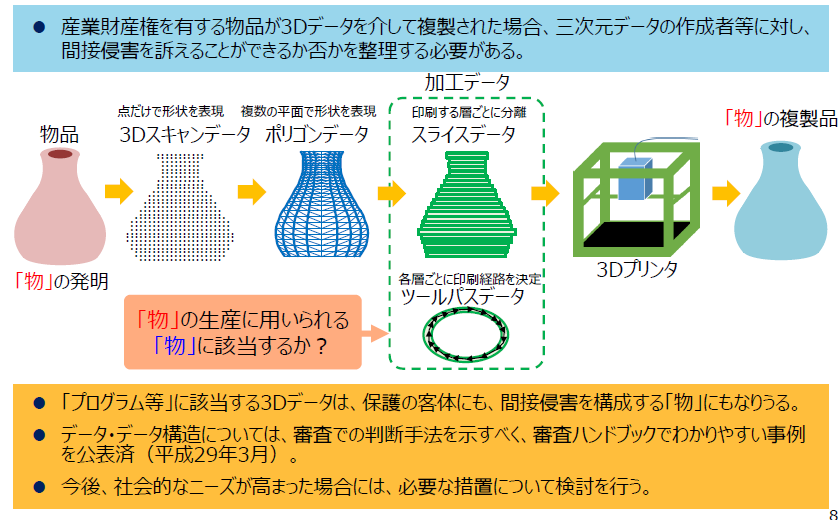 ● 産業財産権を有する物品が3Dデータを介して複製された場合、三次元データの作成者等に対し、
間接侵害を訴えることができるか否かを整理する必要がある。
加工データ
物品
点だけで形状を表現
3Dスキャンデータ
複数の平面で形状を表現
ポリゴンデータ
印刷する層ごとに分離
スライスデータ
「物」の複製品
「物」の発明
3Dプリンタ
各層ごとに印刷経路を決定
ツールパスデータ
「物」の生産に用いられる
「物」に該当するか？
● 「プログラム等」に該当する3Dデータは、保護の客体にも、間接侵害を構成する「物」にもなりうる。
● データ・データ構造については、審査での判断手法を示すべく、審査ハンドブックでわかりやすい事例
を公表済（平成29年3月）。
● 今後、社会的なニーズが高まった場合には、必要な措置について検討を行う。
8